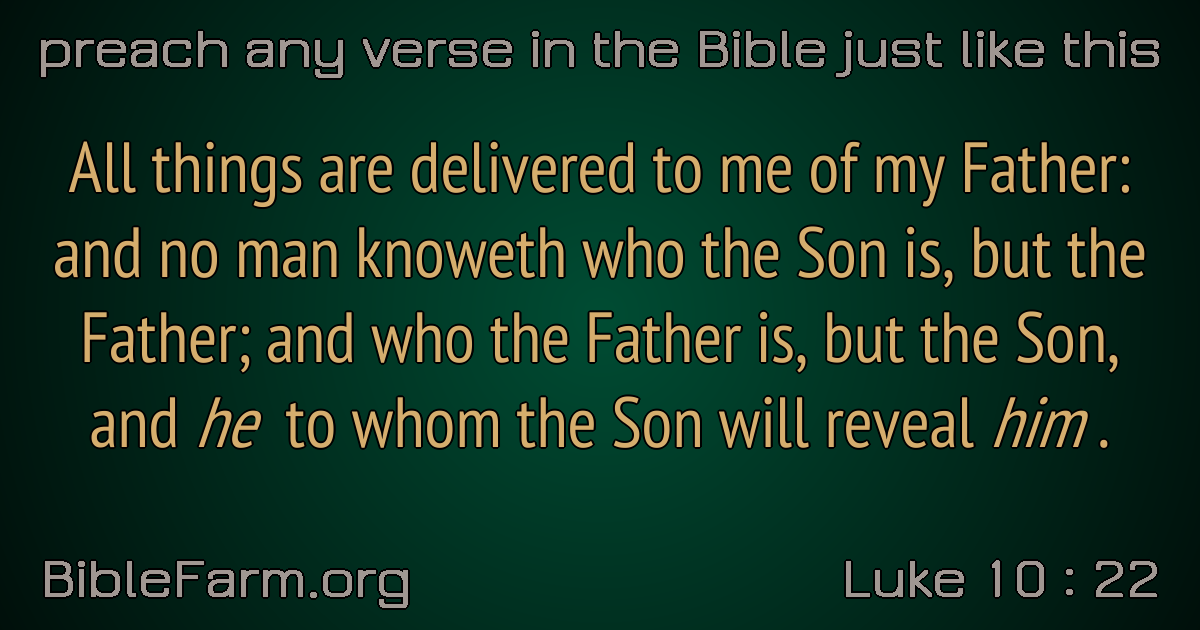 preach any verse in the Bible just like this
All things are delivered to me of my Father:
and no man knoweth who the Son is, but the
Father; and who the Father is, but the Son,
and he to whom the Son will reveal him .
BibleFarm.org
Luke 10 : 22